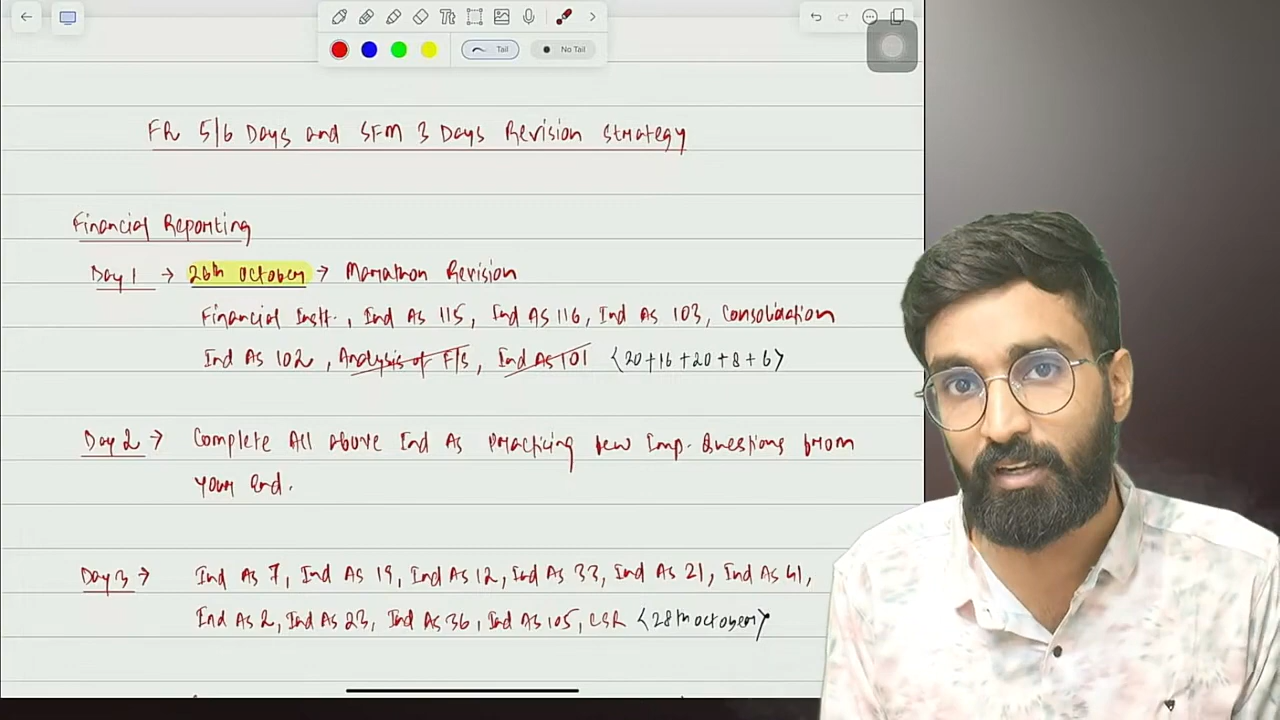 Tt
Tail
No Tail
FR 5/6 Days and SFM 3 Days Revision Strategy
Financial Reporting
Day 1 → 26th October → Marathon Revision
Financial Instt., Ind As 115, Ind As 116, Ind As 103, Consolidation
Ind As 102, Analysis of F/s, Ind As 101 <20+16+20+8+6>
Day 2 → Complete All above Ind As Practicing few Imp. Questions from
your end.
Day 3 → Ind As 7, Ind As 19, Ind As 12, Ind As 33, Ind As 21, Ind As 41,
Ind As 2, Ind As 23, Ind As 36, Ind As 105, CSR <28th october>